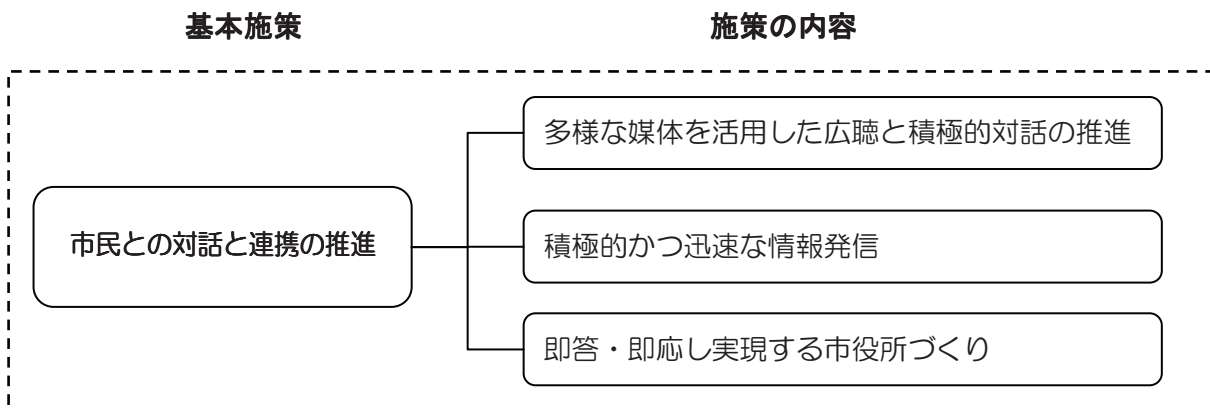 基本施策
施策の内容
市民との対話と連携の推進
多様な媒体を活用した広聴と積極的対話の推進
積極的かつ迅速な情報発信
即答・即応し実現する市役所づくり